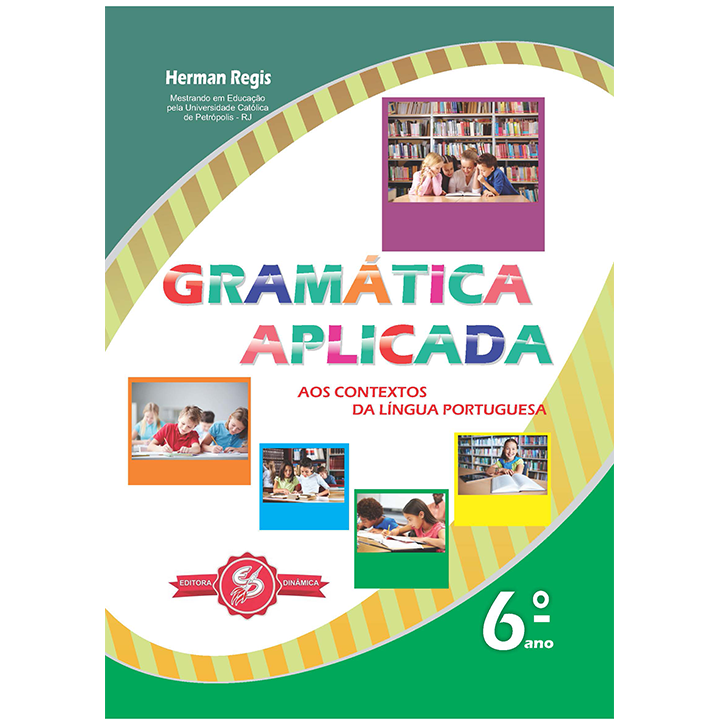 Herman Regis
Mestrando em Educação
pela Universidade Católica
de Petrópolis - RJ
GRAMÁTICA
APLICADA
AOS CONTEXTOS
DA LÍNGUA PORTUGUESA
EDITORA DINÂMICA
6º
ano